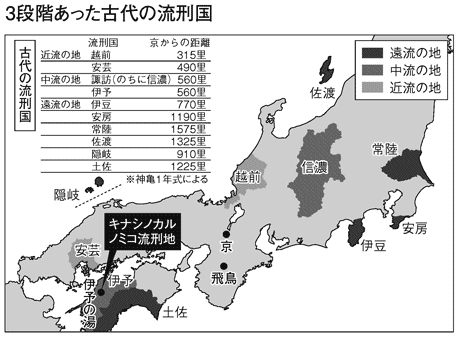 3段階あった古代の流刑国
古代の流刑国
流刑国 京からの距離
近流の地 越前 315里
安芸 490里
中流の地 諏訪(のちに信濃) 560里
伊予 560里
遠流の地 伊豆 770里
安房 1190里
常陸 1575里
佐渡 1325里
隠岐 910里
土佐 1225里
※神亀1年式による
遠流の地
中流の地
近流の地
佐渡
常陸
信濃
越前
隠岐
キナシノカル
ノミコ流刑地
安芸
京
飛鳥
伊豆
安房
伊予
伊予の湯
土佐